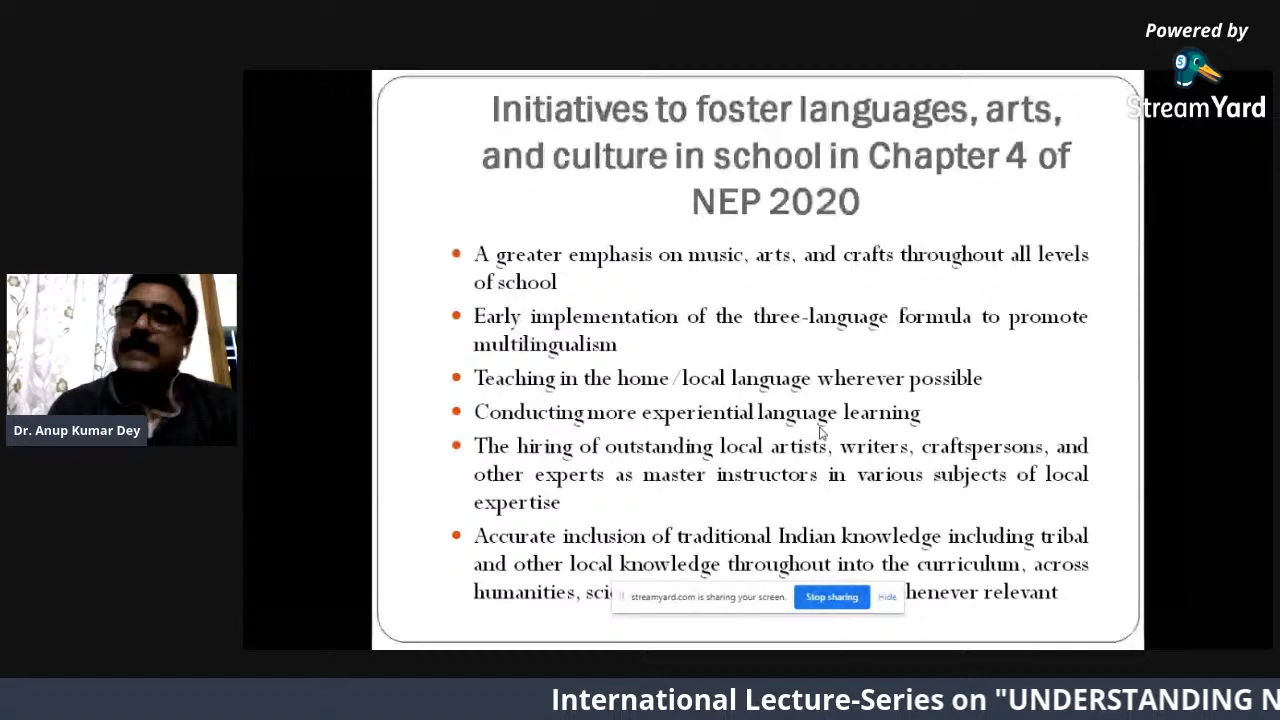 Powered by
StreamYard
Initiatives to foster languages, arts,
and culture in school in Chapter 4 of
NEP 2020
• A greater emphasis on music, arts, and crafts throughout all levels
of school
• Early implementation of the three-language formula to promote
multilingualism
• Teaching in the home/local language wherever possible
• Conducting more experiential language learning
• The hiring of outstanding local artists, writers, craftspersons, and
other experts as master instructors in various subjects of local
expertise
• Accurate inclusion of traditional Indian knowledge including tribal
and other local knowledge throughout into the curriculum, across
humanities, relevant
streamyard.com is sharing your screen. Stop sharing Hide
Dr. Anup Kumar Dey
International Lecture-Series on "UNDERSTANDING